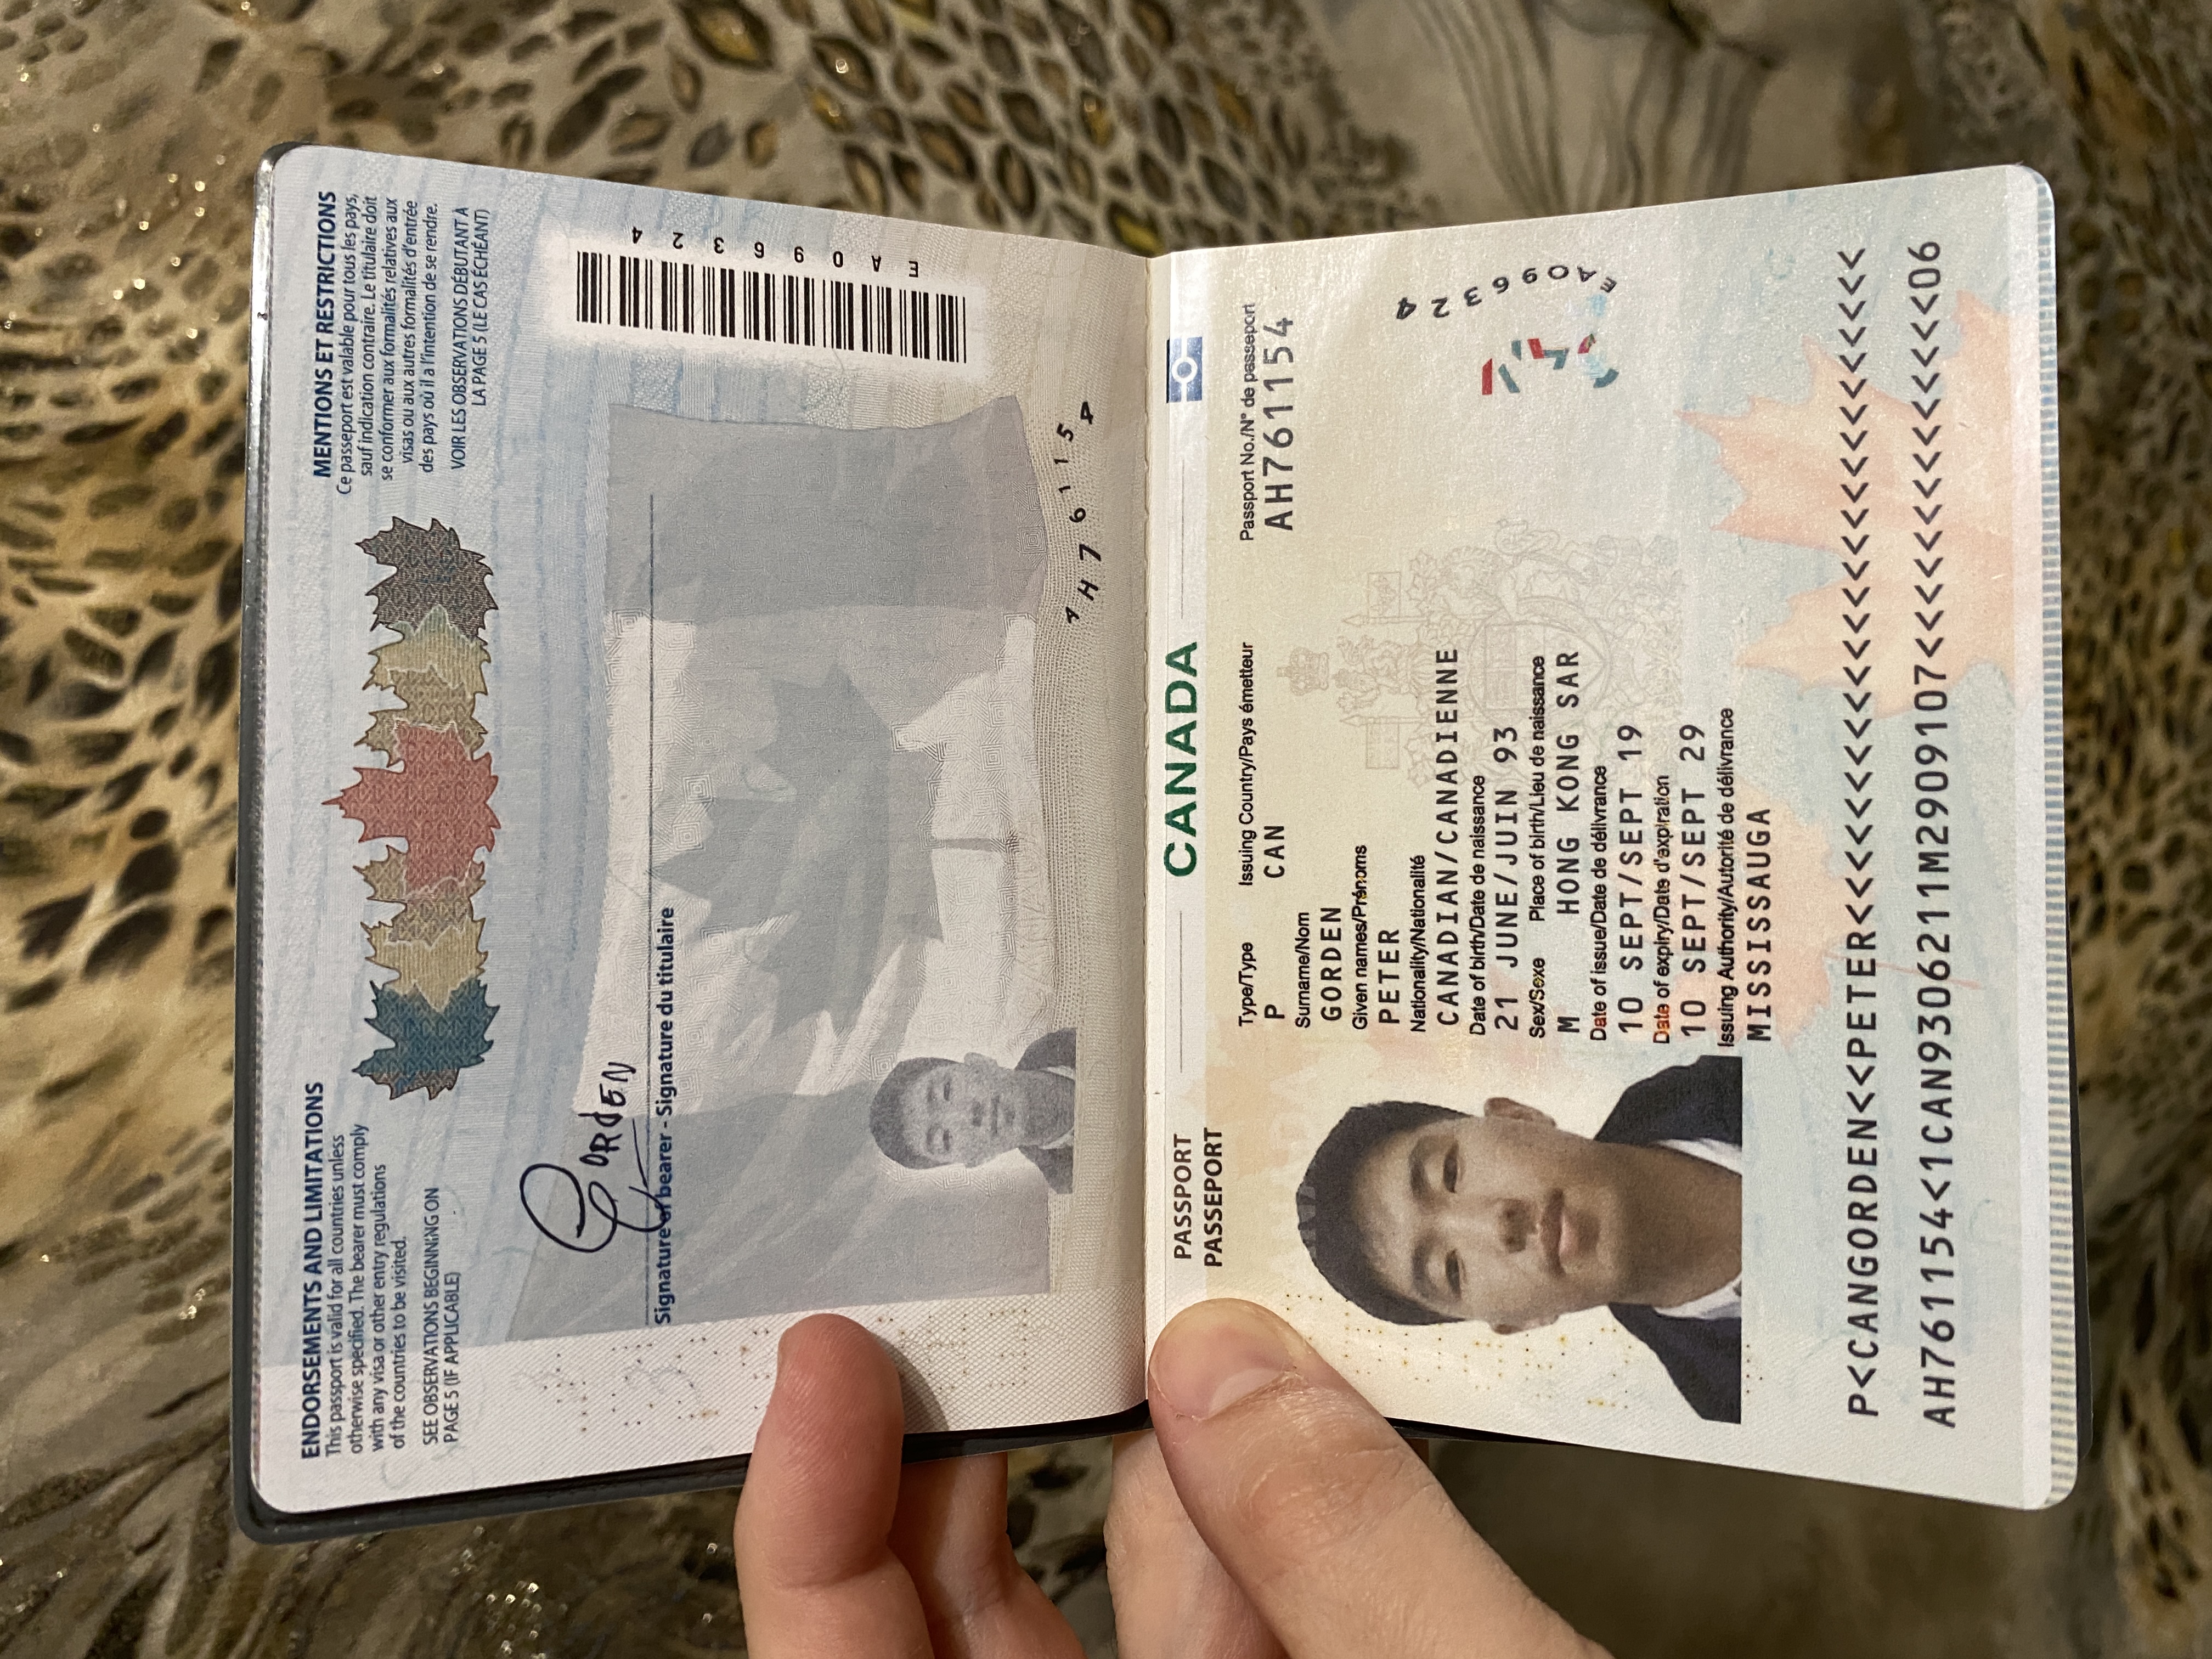 ENDORSEMENTS AND LIMITATIONS
This passport is valid for all countries unless
otherwise specified. The bearer must comply
with any visa or other entry regulations
of the countries to be visited.
SEE OBSERVATIONS BEGINNING ON
PAGE 5 (IF APPLICABLE)
MENTIONS ET RESTRICTIONS
Ce passeport est valable pour tous les pays,
sauf indication contraire. Le titulaire doit
se conformer aux formalités relatives aux
visas ou aux autres formalités d'entrée
des pays où il a l'intention de se rendre.
VOIR LES OBSERVATIONS DÉBUTANT À
LA PAGE 5 (LE CAS ÉCHÉANT)
GORDEN
Signature of bearer - Signature du titulaire
EA096324
AH761154
PASSPORT
PASSEPORT
CANADA
Type/Type Issuing Country/Pays émetteur Passport No./N° de passeport
P CAN AH761154
Surname/Nom
GORDEN
Given names/Prénoms
PETER
Nationality/Nationalité
CANADIAN/CANADIENNE
Date of birth/Date de naissance
21 JUNE/JUIN 93
Sex/Sexe Place of birth/Lieu de naissance
M HONG KONG SAR
Date of issue/Date de délivrance
10 SEPT/SEPT 19
Date of expiry/Date d'expiration
10 SEPT/SEPT 29
Issuing Authority/Autorité de délivrance
MISSISSAUGA
EA096324
P<CANGORDEN<<PETER<<<<<<<<<<<<<<<<<<<<<<<<<<
AH761154<1CAN9306211M2909107<<<<<<<<<<<<<<06